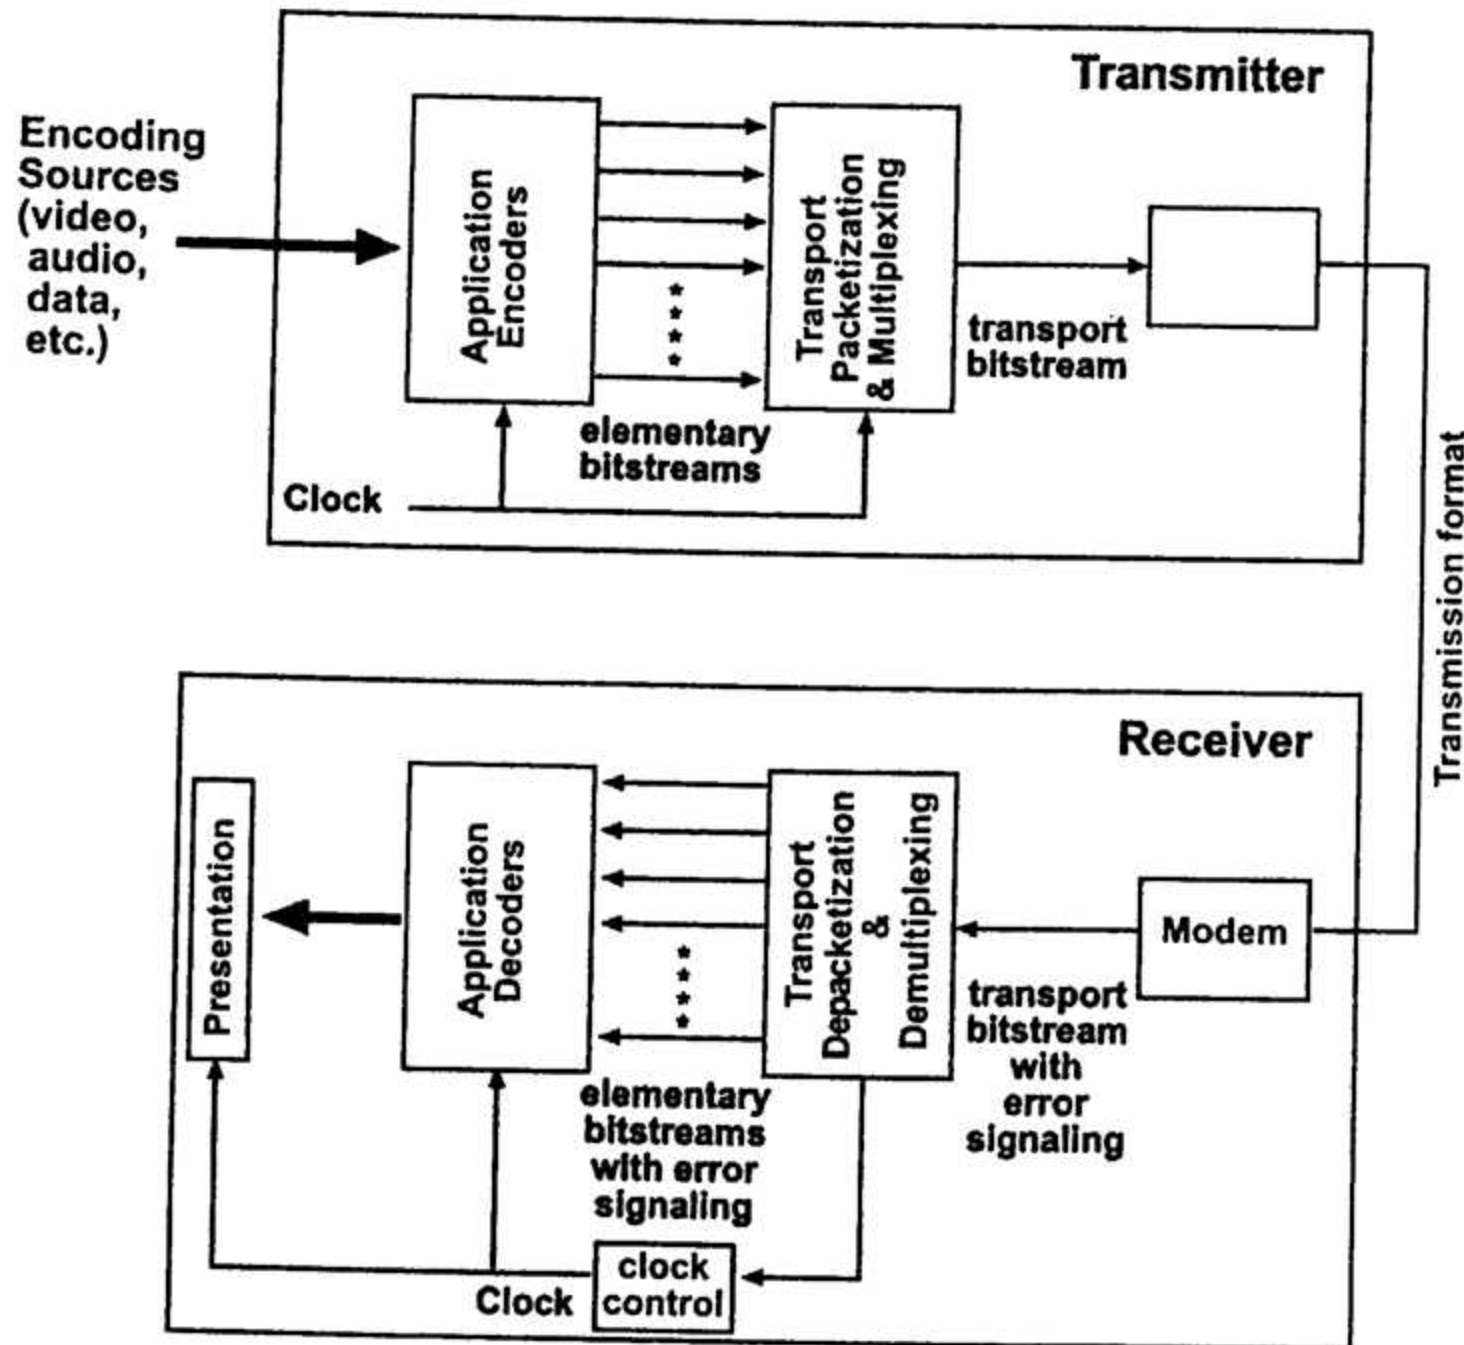 Transmitter
Encoding
Sources
(video,
audio,
data,
etc.)
Application
Encoders
Transport
Packetization
& Multiplexing
transport
bitstream
elementary
bitstreams
Clock
Transmission format
Receiver
Presentation
Application
Decoders
Transport
Depacketization
&
Demultiplexing
Modem
transport
bitstream
with
error
signaling
elementary
bitstreams
with error
signaling
clock
control
Clock